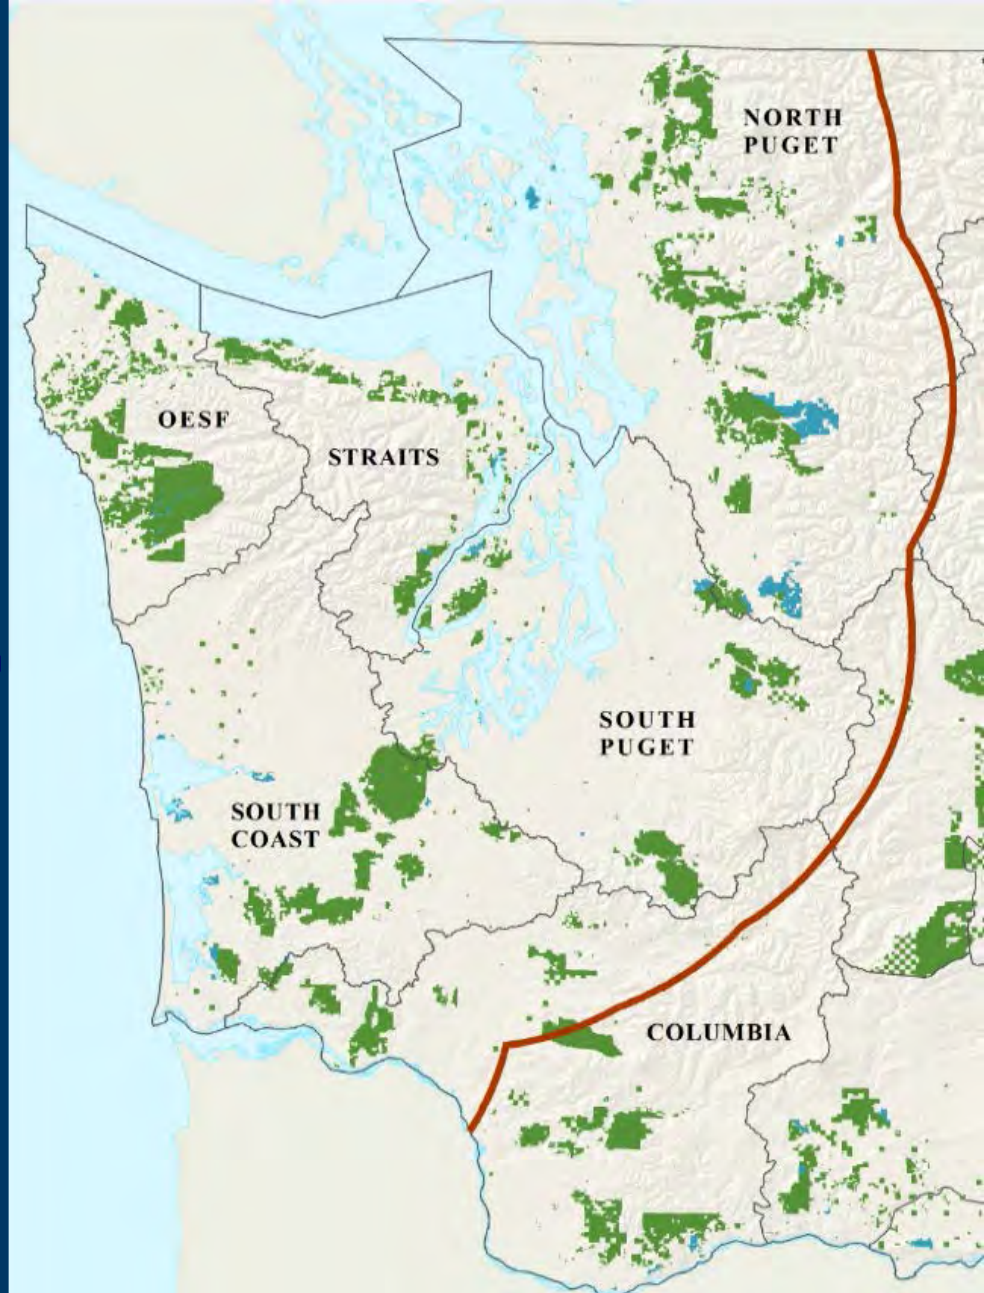 NORTH
PUGET
OESF
STRAITS
SOUTH
PUGET
SOUTH
COAST
COLUMBIA